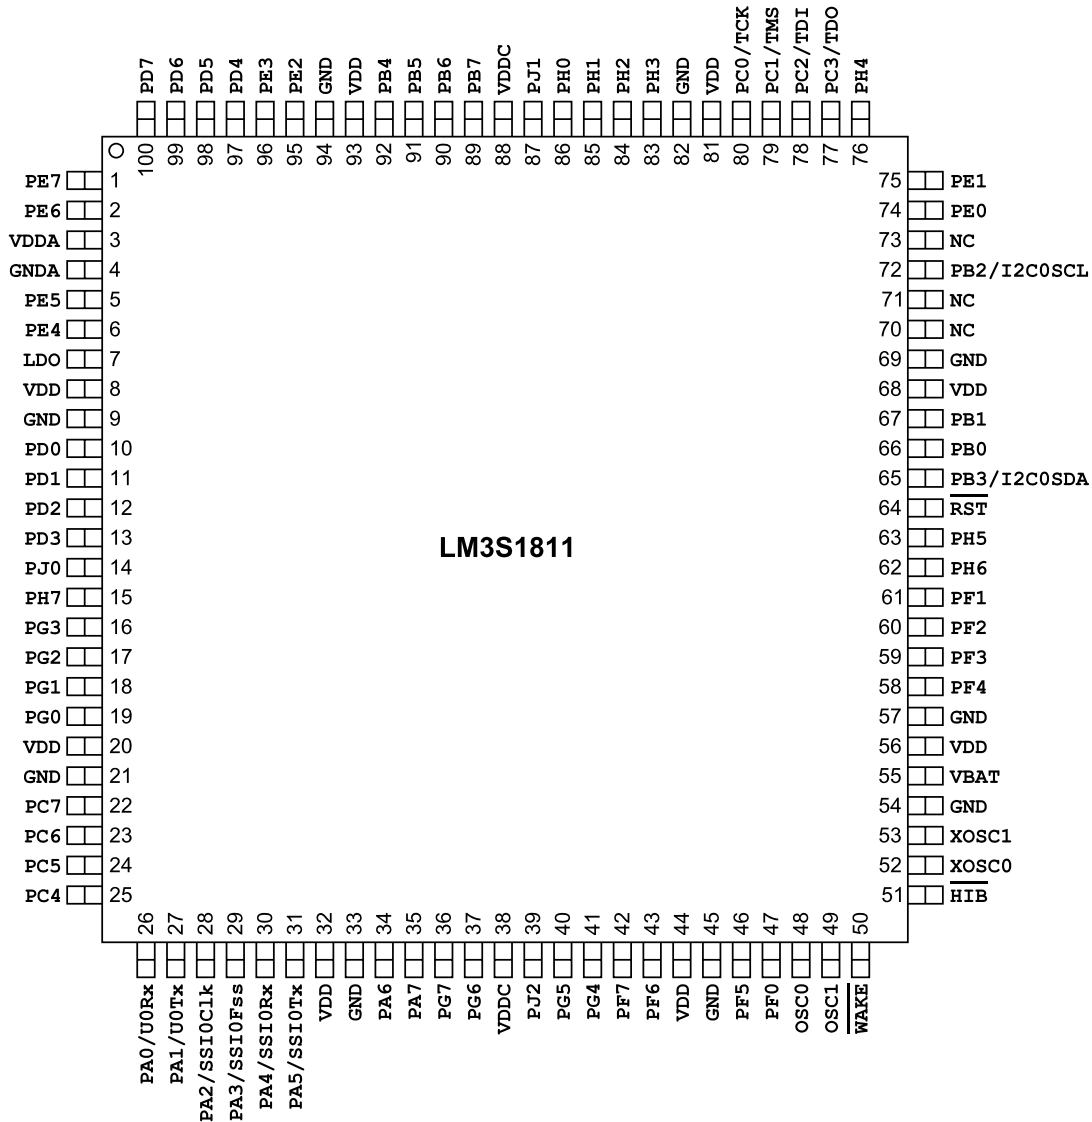 PD7
PD6
PD5
PD4
PE3
PE2
GND
VDD
PB4
PB5
PB6
PB7
VDDC
PJ1
PH0
PH1
PH2
PH3
GND
VDD
PC0/TCK
PC1/TMS
PC2/TDI
PC3/TDO
PH4
100
99
98
97
96
95
94
93
92
91
90
89
88
87
86
85
84
83
82
81
80
79
78
77
76
PE7 1
PE6 2
VDDA 3
GNDA 4
PE5 5
PE4 6
LDO 7
VDD 8
GND 9
PD0 10
PD1 11
PD2 12
PD3 13
PJ0 14
PH7 15
PG3 16
PG2 17
PG1 18
PG0 19
VDD 20
GND 21
PC7 22
PC6 23
PC5 24
PC4 25
LM3S1811
75 PE1
74 PE0
73 NC
72 PB2/I2C0SCL
71 NC
70 NC
69 GND
68 VDD
67 PB1
66 PB0
65 PB3/I2C0SDA
64 RST
63 PH5
62 PH6
61 PF1
60 PF2
59 PF3
58 PF4
57 GND
56 VDD
55 VBAT
54 GND
53 XOSC1
52 XOSC0
51 HIB
26
27
28
29
30
31
32
33
34
35
36
37
38
39
40
41
42
43
44
45
46
47
48
49
50
PA0/U0Rx
PA1/U0Tx
PA2/SSI0Clk
PA3/SSI0Fss
PA4/SSI0Rx
PA5/SSI0Tx
VDD
GND
PA6
PA7
PG7
PG6
VDDC
PJ2
PG5
PG4
PF7
PF6
VDD
GND
PF5
PF0
OSC0
OSC1
WAKE